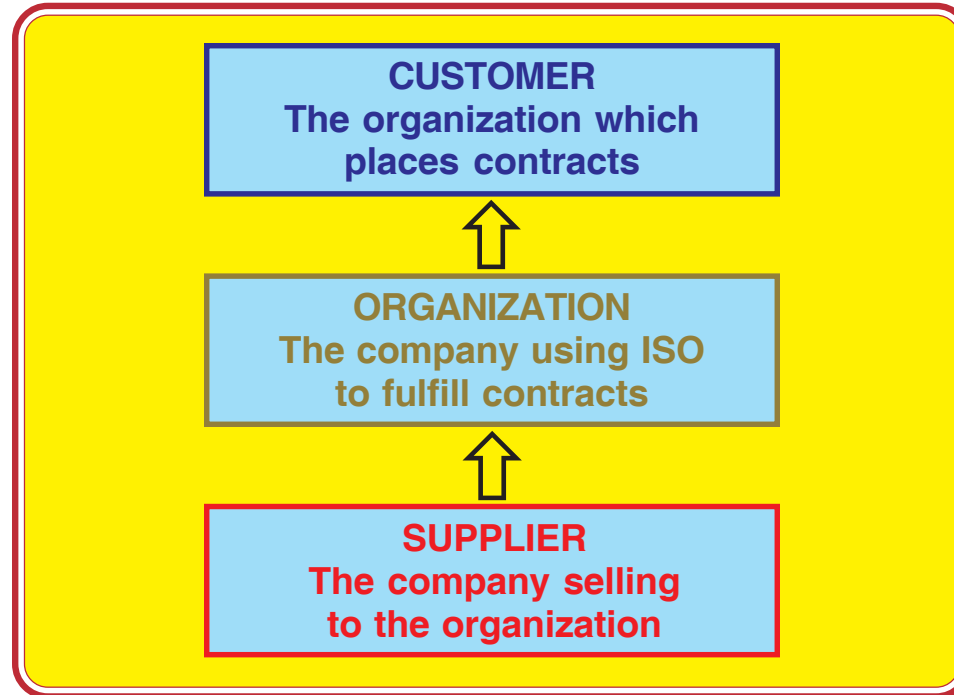 CUSTOMER
The organization which
places contracts
ORGANIZATION
The company using ISO
to fulfill contracts
SUPPLIER
The company selling
to the organization